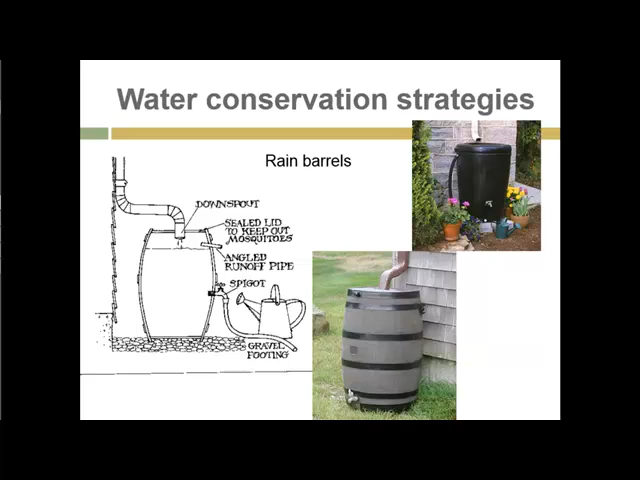 Water conservation strategies
Rain barrels
DOWNSPOUT
SEALED LID
TO KEEP OUT
MOSQUITOES
ANGLED
RUNOFF PIPE
SPIGOT
GRAVEL
FOOTING